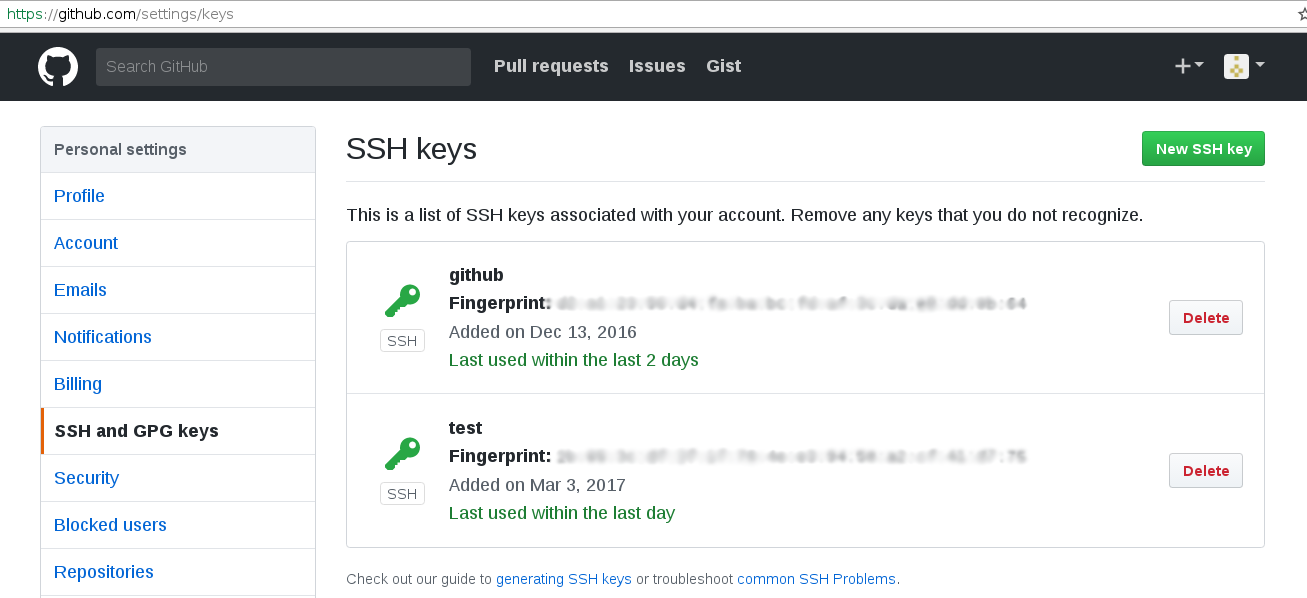 https://github.com/settings/keys
Search GitHub
Pull requests Issues Gist
Personal settings
Profile
Account
Emails
Notifications
Billing
SSH and GPG keys
Security
Blocked users
Repositories
SSH keys
New SSH key
This is a list of SSH keys associated with your account. Remove any keys that you do not recognize.
github
Fingerprint:
Added on Dec 13, 2016
Last used within the last 2 days
SSH
Delete
test
Fingerprint:
Added on Mar 3, 2017
Last used within the last day
SSH
Delete
Check out our guide to generating SSH keys or troubleshoot common SSH Problems.